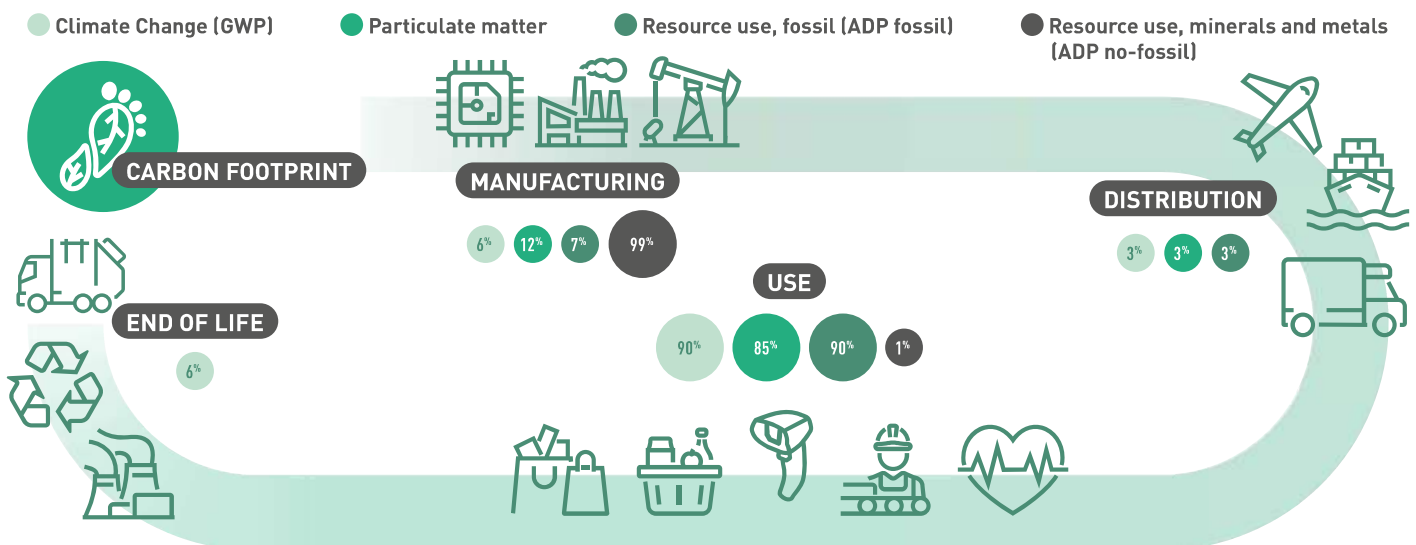 Climate Change (GWP)
Particulate matter
Resource use, fossil (ADP fossil)
Resource use, minerals and metals
(ADP no-fossil)
CARBON FOOTPRINT
MANUFACTURING
6% 12% 7% 99%
DISTRIBUTION
3% 3% 3%
USE
90% 85% 90% 1%
END OF LIFE
6%